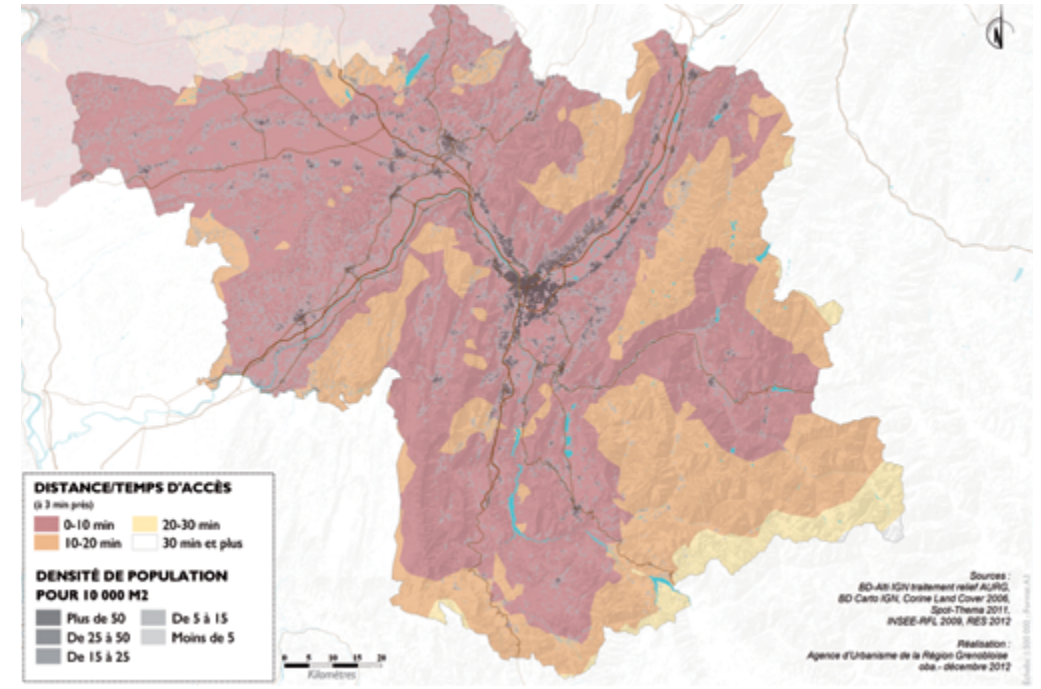 N
DISTANCE/TEMPS D'ACCÈS
(à 3 min près)
0-10 min
20-30 min
10-20 min
30 min et plus
DENSITÉ DE POPULATION
POUR 10 000 M2
Plus de 50
De 5 à 15
De 25 à 50
Moins de 5
De 15 à 25
0 5 10 15 20
Kilomètres
Sources :
BD-Alti IGN traitement relief AURG,
BD Carto IGN, Corine Land Cover 2006,
Spot-Thema 2011,
INSEE-RFL 2009, RES 2012
Réalisation :
Agence d'Urbanisme de la Région Grenobloise
oba - décembre 2012